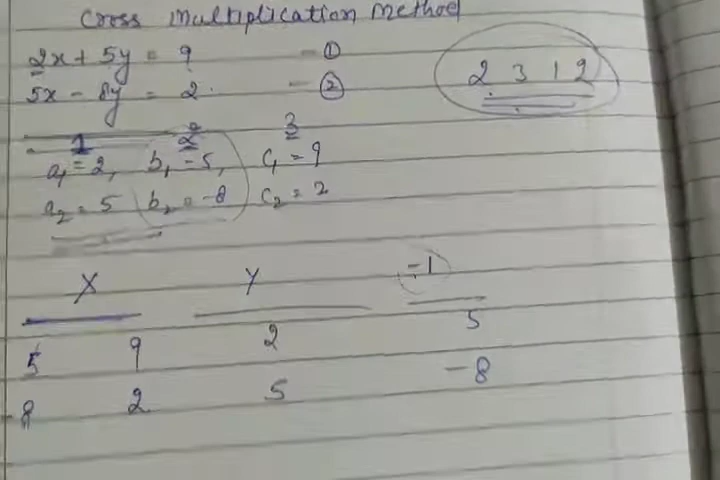 Cross Multiplication Method
2x + 5y = 9 - ①
5x - 8y = 2. - ②
2 3 1 2
1 2 3
a₁ = 2, b₁ = 5, c₁ = 9
a₂ = 5 b₂ = -8 c₂ = 2
X Y -1
5 9 2 5
8 2 5 -8